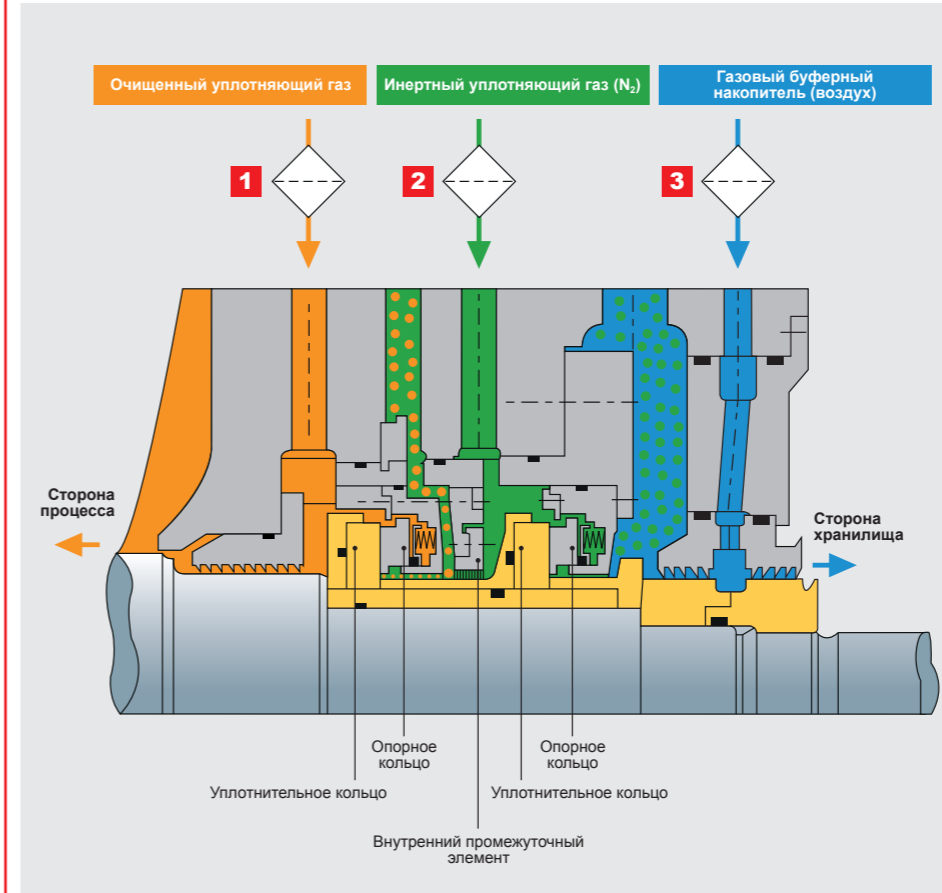 Очищенный уплотняющий газ
Инертный уплотняющий газ (N₂)
Газовый буферный
накопитель (воздух)
1
2
3
Сторона
процесса
Сторона
хранилища
Опорное
кольцо
Опорное
кольцо
Уплотнительное кольцо
Уплотнительное кольцо
Внутренний промежуточный
элемент